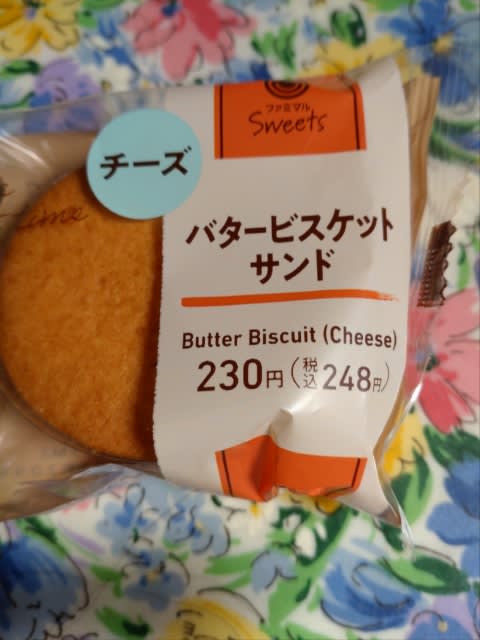 ファミマル
Sweets
チーズ
バタービスケット
サンド
Butter Biscuit (Cheese)
230円(税込248円)